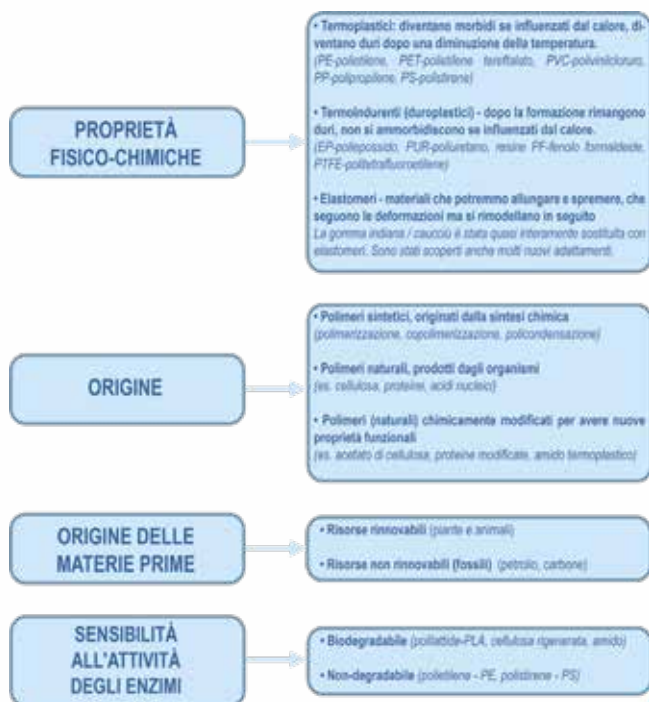 PROPRIETÀ
FISICO-CHIMICHE
• Termoplastici: diventano morbidi se influenzati dal calore, di-
ventano duri dopo una diminuzione della temperatura.
(PE-polietilene, PET-polietilene tereftalato, PVC-polivinilcloruro,
PP-polipropilene, PS-polistirene)
• Termoindurenti (duroplastici) - dopo la formazione rimangono
duri, non si ammorbidiscono se influenzati dal calore.
(EP-poliepossido, PUR-poliuretano, resine PF-fenolo formaldeide,
PTFE-politetrafluoroetilene)
• Elastomeri - materiali che potremmo allungare e spremere, che
seguono le deformazioni ma si rimodellano in seguito
La gomma indiana / caucciù è stata quasi interamente sostituita con
elastomeri. Sono stati scoperti anche molti nuovi adattamenti.
ORIGINE
• Polimeri sintetici, originati dalla sintesi chimica
(polimerizzazione, copolimerizzazione, policondensazione)
• Polimeri naturali, prodotti dagli organismi
(es. cellulosa, proteine, acidi nucleici)
• Polimeri (naturali) chimicamente modificati per avere nuove
proprietà funzionali
(es. acetato di cellulosa, proteine modificate, amido termoplastico)
ORIGINE DELLE
MATERIE PRIME
• Risorse rinnovabili (piante e animali)
• Risorse non rinnovabili (fossili) (petrolio, carbone)
SENSIBILITÀ
ALL'ATTIVITÀ
DEGLI ENZIMI
• Biodegradabile (polilattide-PLA, cellulosa rigenerata, amido)
• Non-degradabile (polietilene - PE, polistirene - PS)